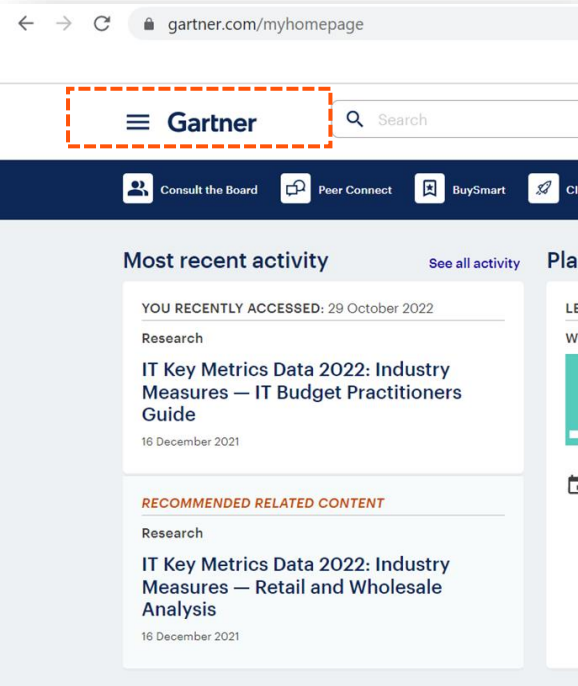 gartner.com/myhomepage
Gartner
Search
Consult the Board
Peer Connect
BuySmart
Most recent activity
See all activity
YOU RECENTLY ACCESSED: 29 October 2022
Research
IT Key Metrics Data 2022: Industry
Measures — IT Budget Practitioners
Guide
16 December 2021
RECOMMENDED RELATED CONTENT
Research
IT Key Metrics Data 2022: Industry
Measures — Retail and Wholesale
Analysis
16 December 2021